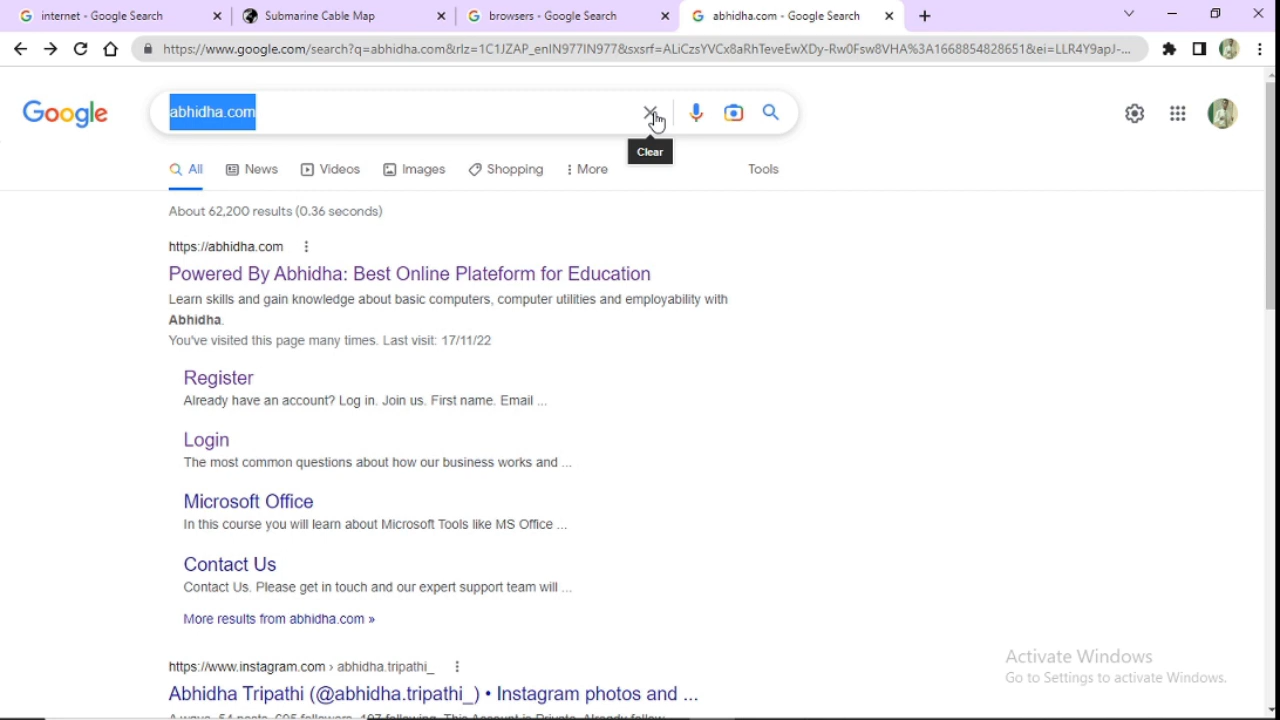 internet - Google Search
Submarine Cable Map
browsers - Google Search
abhidha.com - Google Search
https://www.google.com/search?q=abhidha.com&rlz=1C1JZAP_enIN977IN977&sxsrf=ALiCzsYVCx8aRhTeveEwXDy-Rw0Fsw8VHA%3A1668854828651&ei=LLR4Y9apJ-...
Google
abhidha.com
Clear
All
News
Videos
Images
Shopping
More
Tools
About 62,200 results (0.36 seconds)
https://abhidha.com
Powered By Abhidha: Best Online Plateform for Education
Learn skills and gain knowledge about basic computers, computer utilities and employability with
Abhidha.
You've visited this page many times. Last visit: 17/11/22
Register
Already have an account? Log in. Join us. First name. Email ...
Login
The most common questions about how our business works and ...
Microsoft Office
In this course you will learn about Microsoft Tools like MS Office ...
Contact Us
Contact Us. Please get in touch and our expert support team will ...
More results from abhidha.com »
https://www.instagram.com › abhidha.tripathi_
Abhidha Tripathi (@abhidha.tripathi_) • Instagram photos and ...
Activate Windows
Go to Settings to activate Windows.